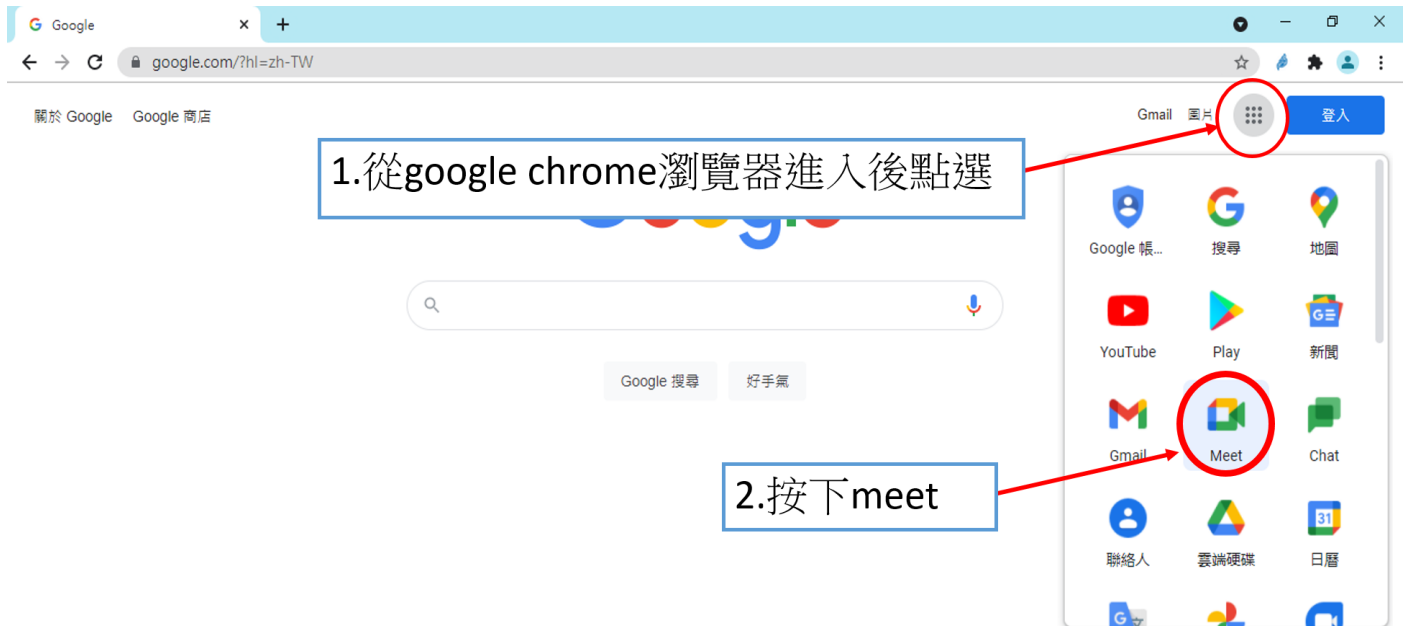 Google
google.com/?hl=zh-TW
關於 Google Google 商店
Gmail
登入
1.從google chrome瀏覽器進入後點選
Google 帳...
搜尋
地圖
YouTube
Play
新聞
Google 搜尋
好手氣
Gmail
Meet
Chat
2.按下meet
聯絡人
雲端硬碟
日曆